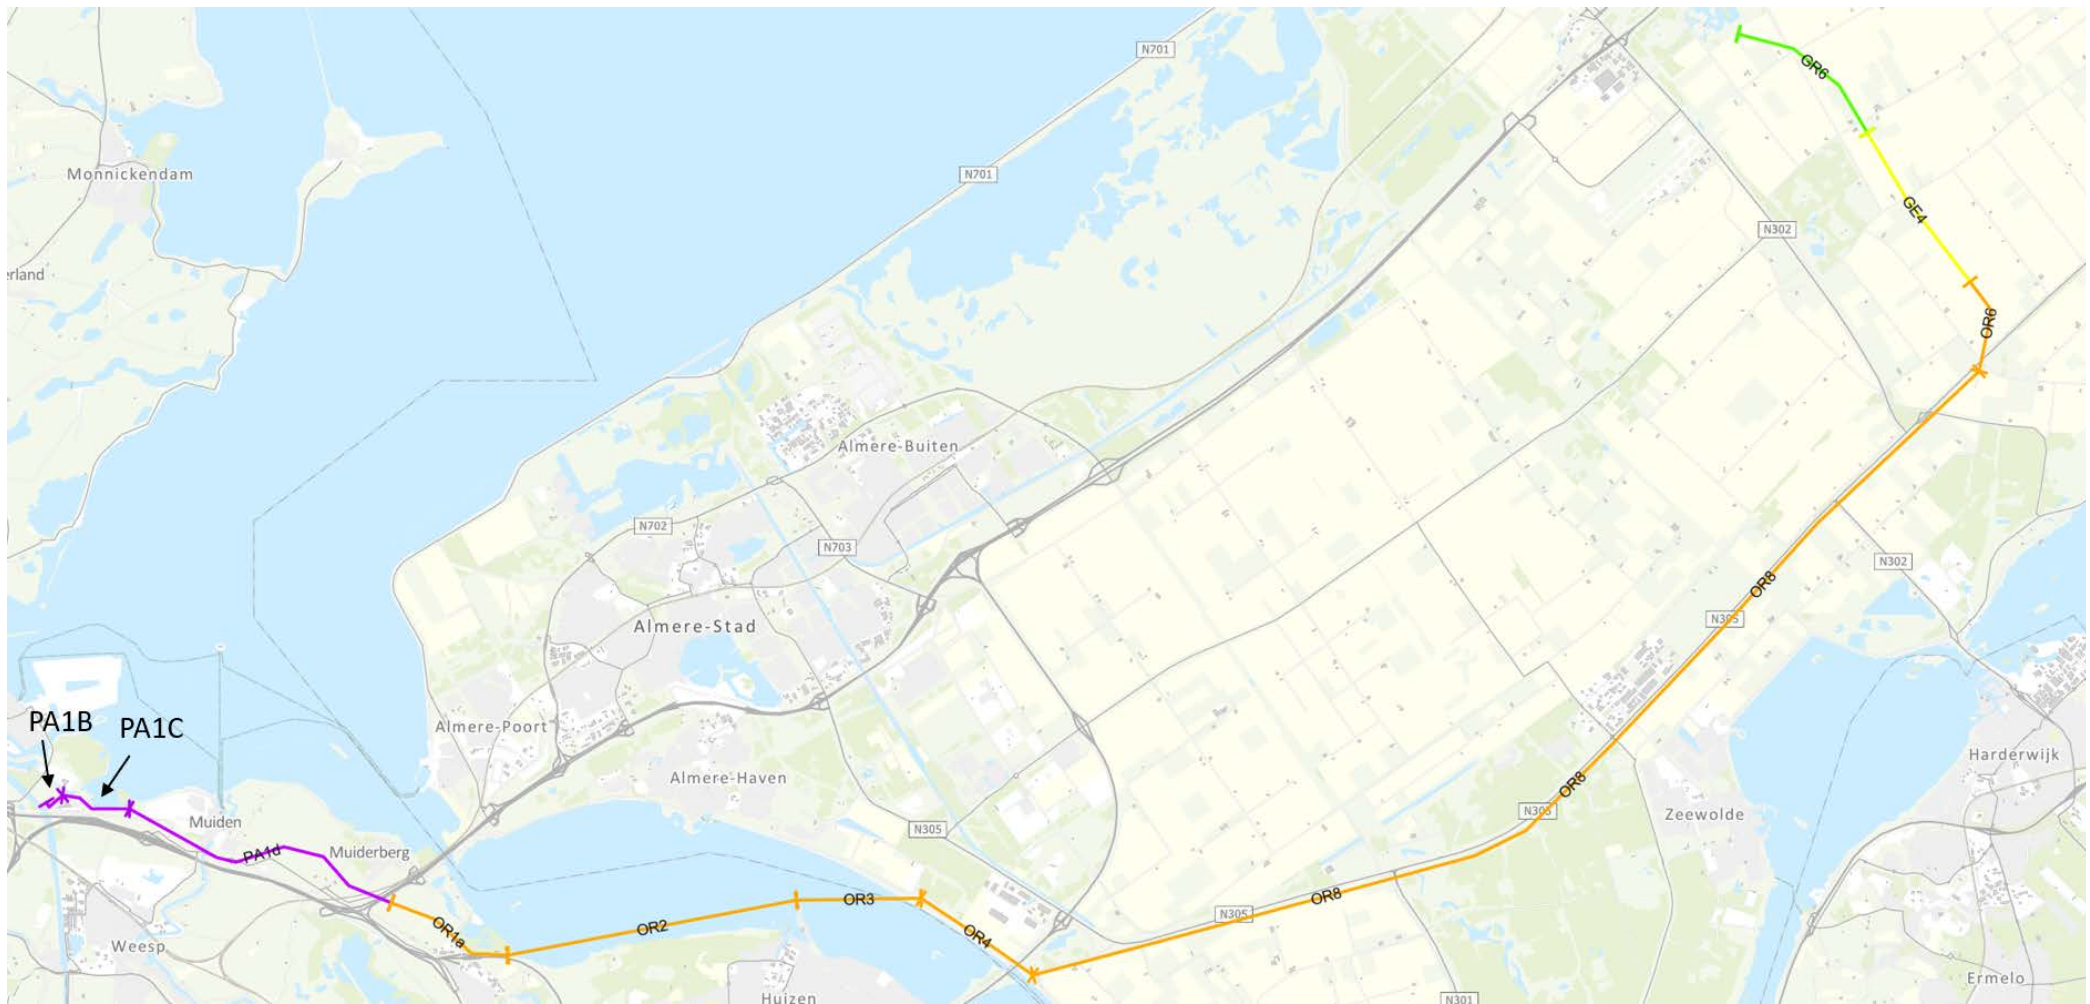 N701
GR6
Monnickendam
N701
GE4
N302
erland
OR6
Almere-Buiten
N702
N703
N302
OR8
N305
Almere-Stad
PA1B
PA1C
Almere-Poort
Almere-Haven
Harderwijk
OR8
N305
Zeewolde
Muiden
N305
PA1d
Muiderberg
OR3
OR8
N305
OR2
OR4
OR1a
Weesp
Ermelo
Huizen
N301